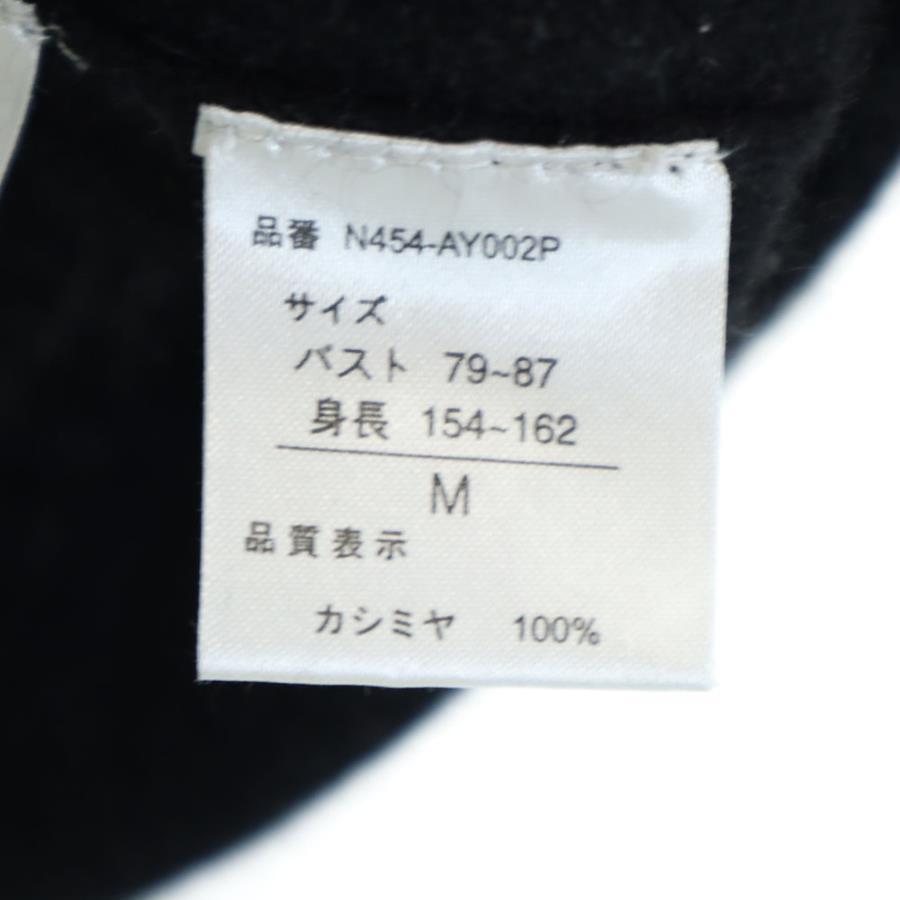 品番 N454-AY002P
サイズ
バスト 79~87
身長 154~162
M
品質表示
カシミヤ 100%